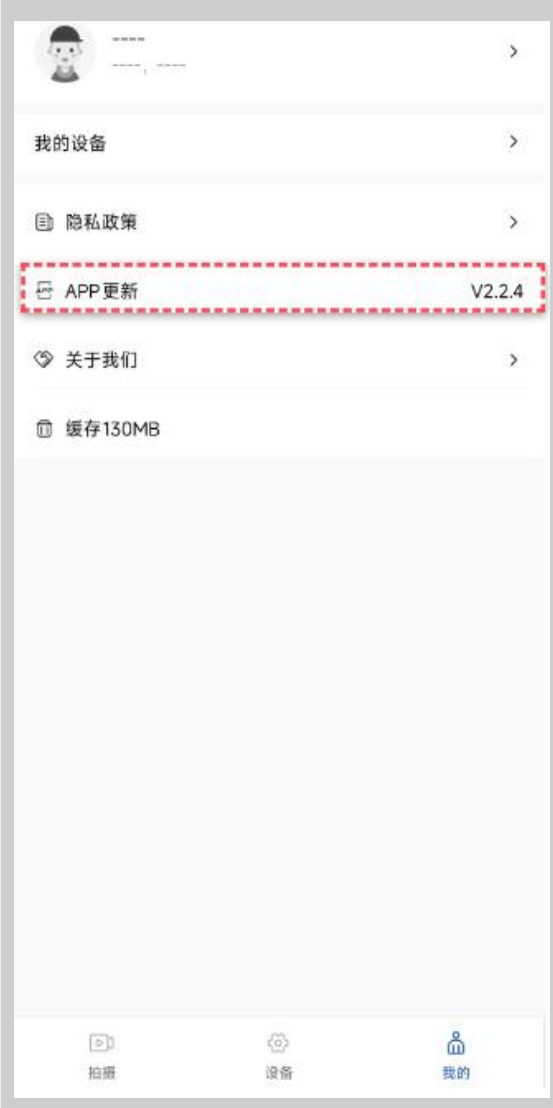 ----
----, ----
我的设备
隐私政策
APP APP更新 V2.2.4
关于我们
缓存130MB
拍摄 设备 我的